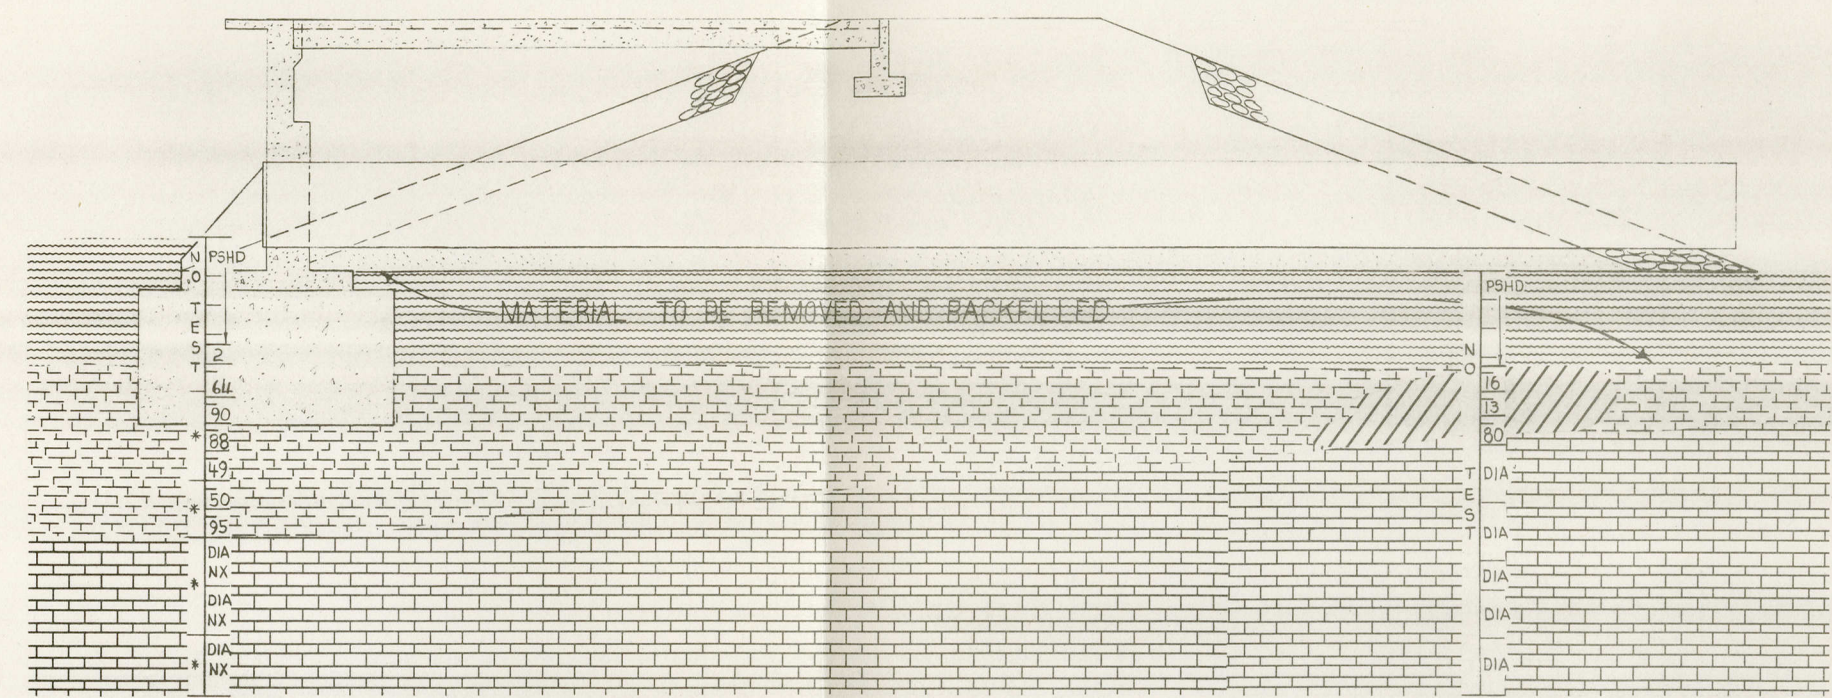 PSHD
NO TEST
2
64
90
*
88
49
*
50
95
DIA
NX
*
DIA
NX
DIA
*
NX
MATERIAL TO BE REMOVED AND BACKFILLED
PSHD
NO TEST
1
16
13
80
DIA
DIA
DIA
DIA
DIA